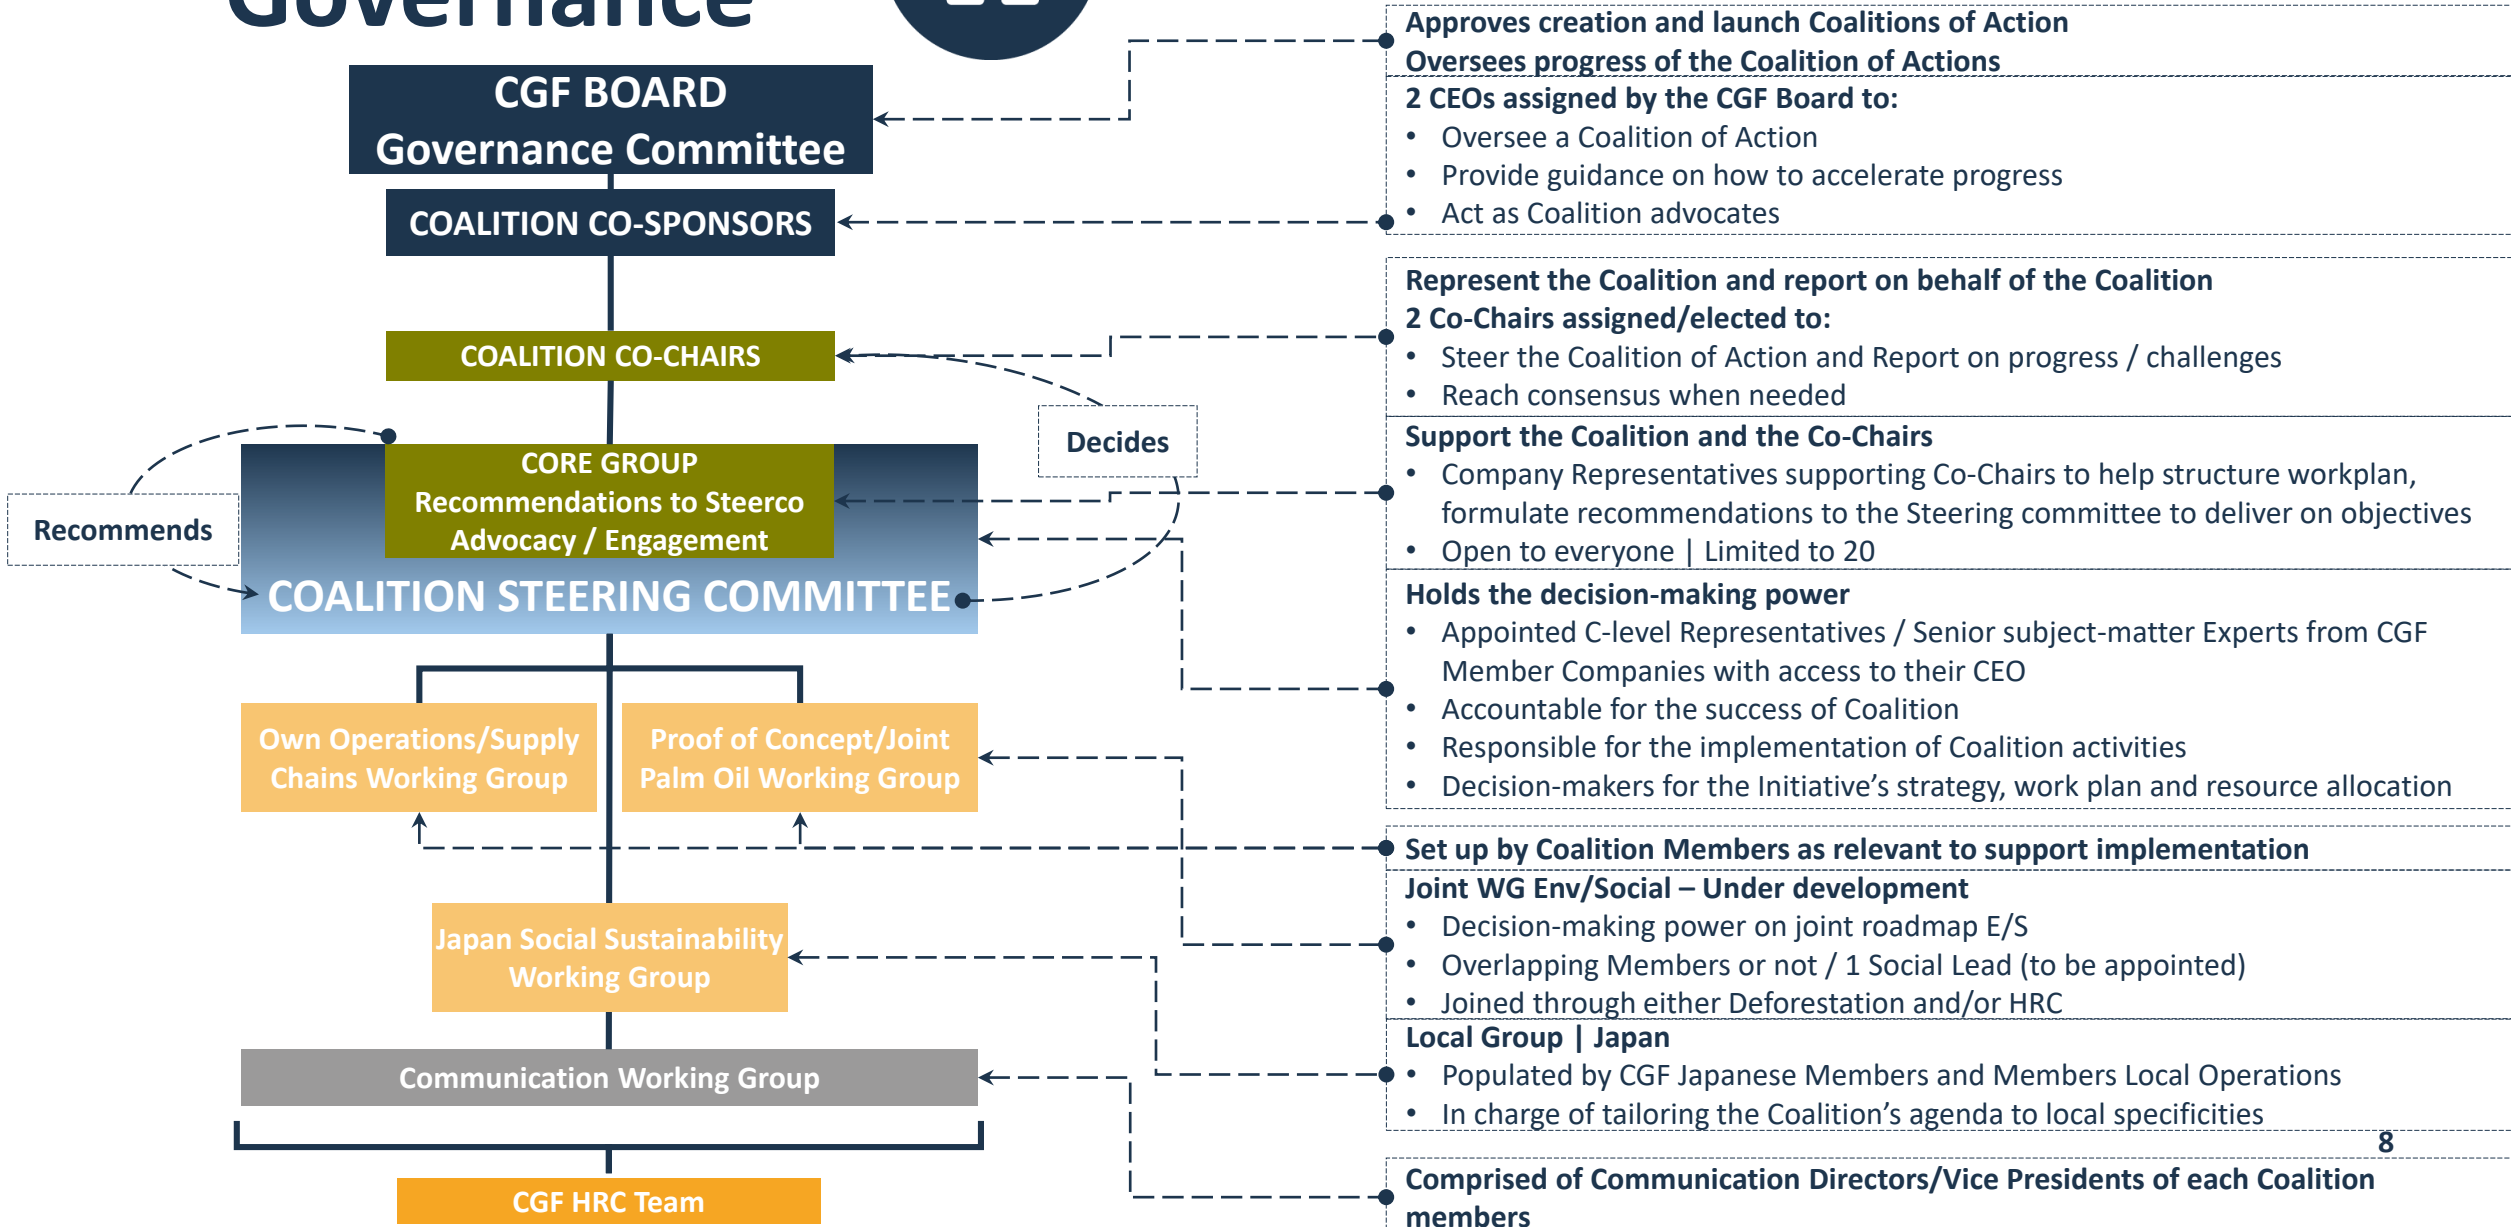 Governance
CGF BOARD
Governance Committee
COALITION CO-SPONSORS
COALITION CO-CHAIRS
Decides
CORE GROUP
Recommendations to Steerco
Advocacy / Engagement
Recommends
COALITION STEERING COMMITTEE
Own Operations/Supply
Chains Working Group
Proof of Concept/Joint
Palm Oil Working Group
Japan Social Sustainability
Working Group
Communication Working Group
CGF HRC Team
Approves creation and launch Coalitions of Action
Oversees progress of the Coalition of Actions
2 CEOs assigned by the CGF Board to:
• Oversee a Coalition of Action
• Provide guidance on how to accelerate progress
• Act as Coalition advocates
Represent the Coalition and report on behalf of the Coalition
2 Co-Chairs assigned/elected to:
• Steer the Coalition of Action and Report on progress / challenges
• Reach consensus when needed
Support the Coalition and the Co-Chairs
• Company Representatives supporting Co-Chairs to help structure workplan,
formulate recommendations to the Steering committee to deliver on objectives
• Open to everyone | Limited to 20
Holds the decision-making power
• Appointed C-level Representatives / Senior subject-matter Experts from CGF
Member Companies with access to their CEO
• Accountable for the success of Coalition
• Responsible for the implementation of Coalition activities
• Decision-makers for the Initiative’s strategy, work plan and resource allocation
Set up by Coalition Members as relevant to support implementation
Joint WG Env/Social – Under development
• Decision-making power on joint roadmap E/S
• Overlapping Members or not / 1 Social Lead (to be appointed)
• Joined through either Deforestation and/or HRC
Local Group | Japan
• Populated by CGF Japanese Members and Members Local Operations
• In charge of tailoring the Coalition’s agenda to local specificities
8
Comprised of Communication Directors/Vice Presidents of each Coalition
members